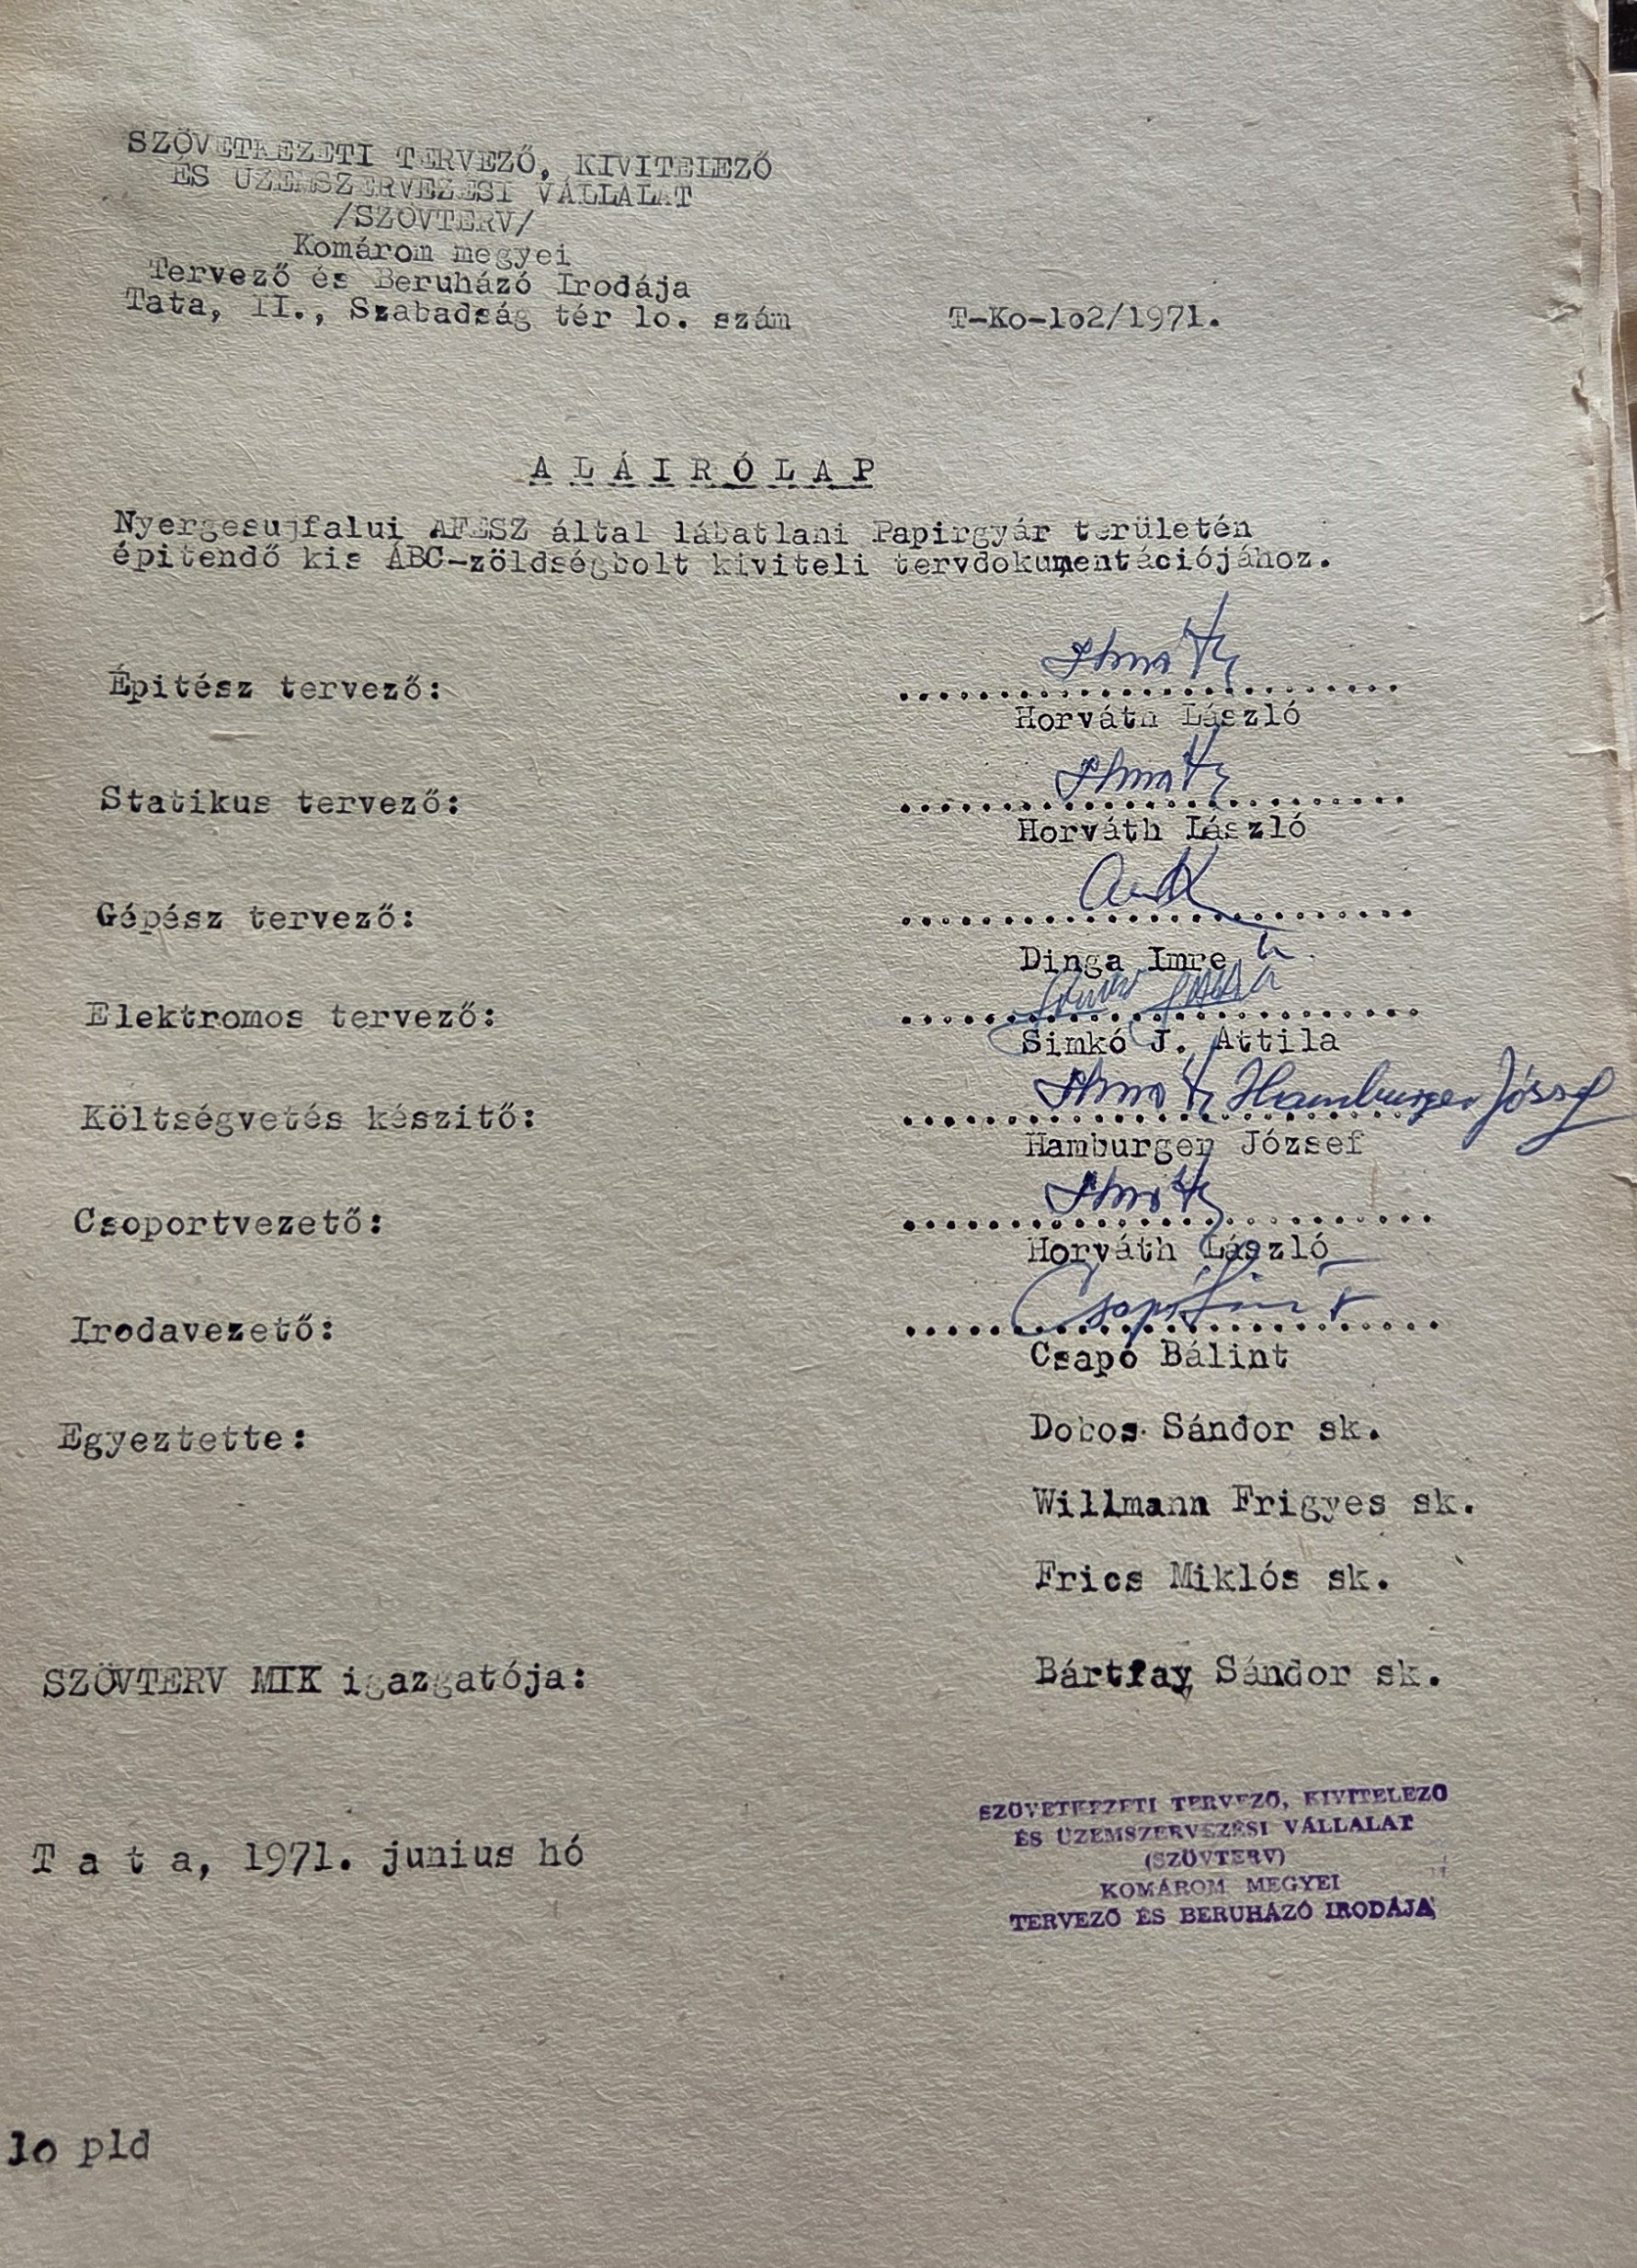 SZÖVETKEZETI TERVEZŐ, KIVITELEZŐ
ÉS ÜZEMSZERVEZÉSI VÁLLALAT
/SZÖVTERV/
Komárom megyei
Tervező és Beruházó Irodája
Tata, II., Szabadság tér lo. szám
T-Ko-lo2/1971.
A L Á I R Ó L A P
Nyergesujfalui ÁFÉSZ által lábatlani Papirgyár területén
épitendő kis ABC-zöldségbolt kiviteli tervdokumentációjához.
Épitész tervező:
Horváth László
Statikus tervező:
Horváth László
Gépész tervező:
Dinga Imre
Elektromos tervező:
Simkó J. Attila
Költségvetés készitő:
Hamburger József
Hamburger József
Csoportvezető:
Horváth László
Irodavezető:
Csapó Bálint
Egyeztette:
Dobos Sándor sk.
Willmann Frigyes sk.
Frics Miklós sk.
SZÖVTERV MIK igazgatója:
Bártfay Sándor sk.
T a t a, 1971. junius hó
SZÖVETKEZETI TERVEZŐ, KIVITELEZŐ
ÉS ÜZEMSZERVEZÉSI VÁLLALAT
(SZÖVTERV)
KOMÁROM MEGYEI
TERVEZŐ ÉS BERUHÁZÓ IRODÁJA
lo pld